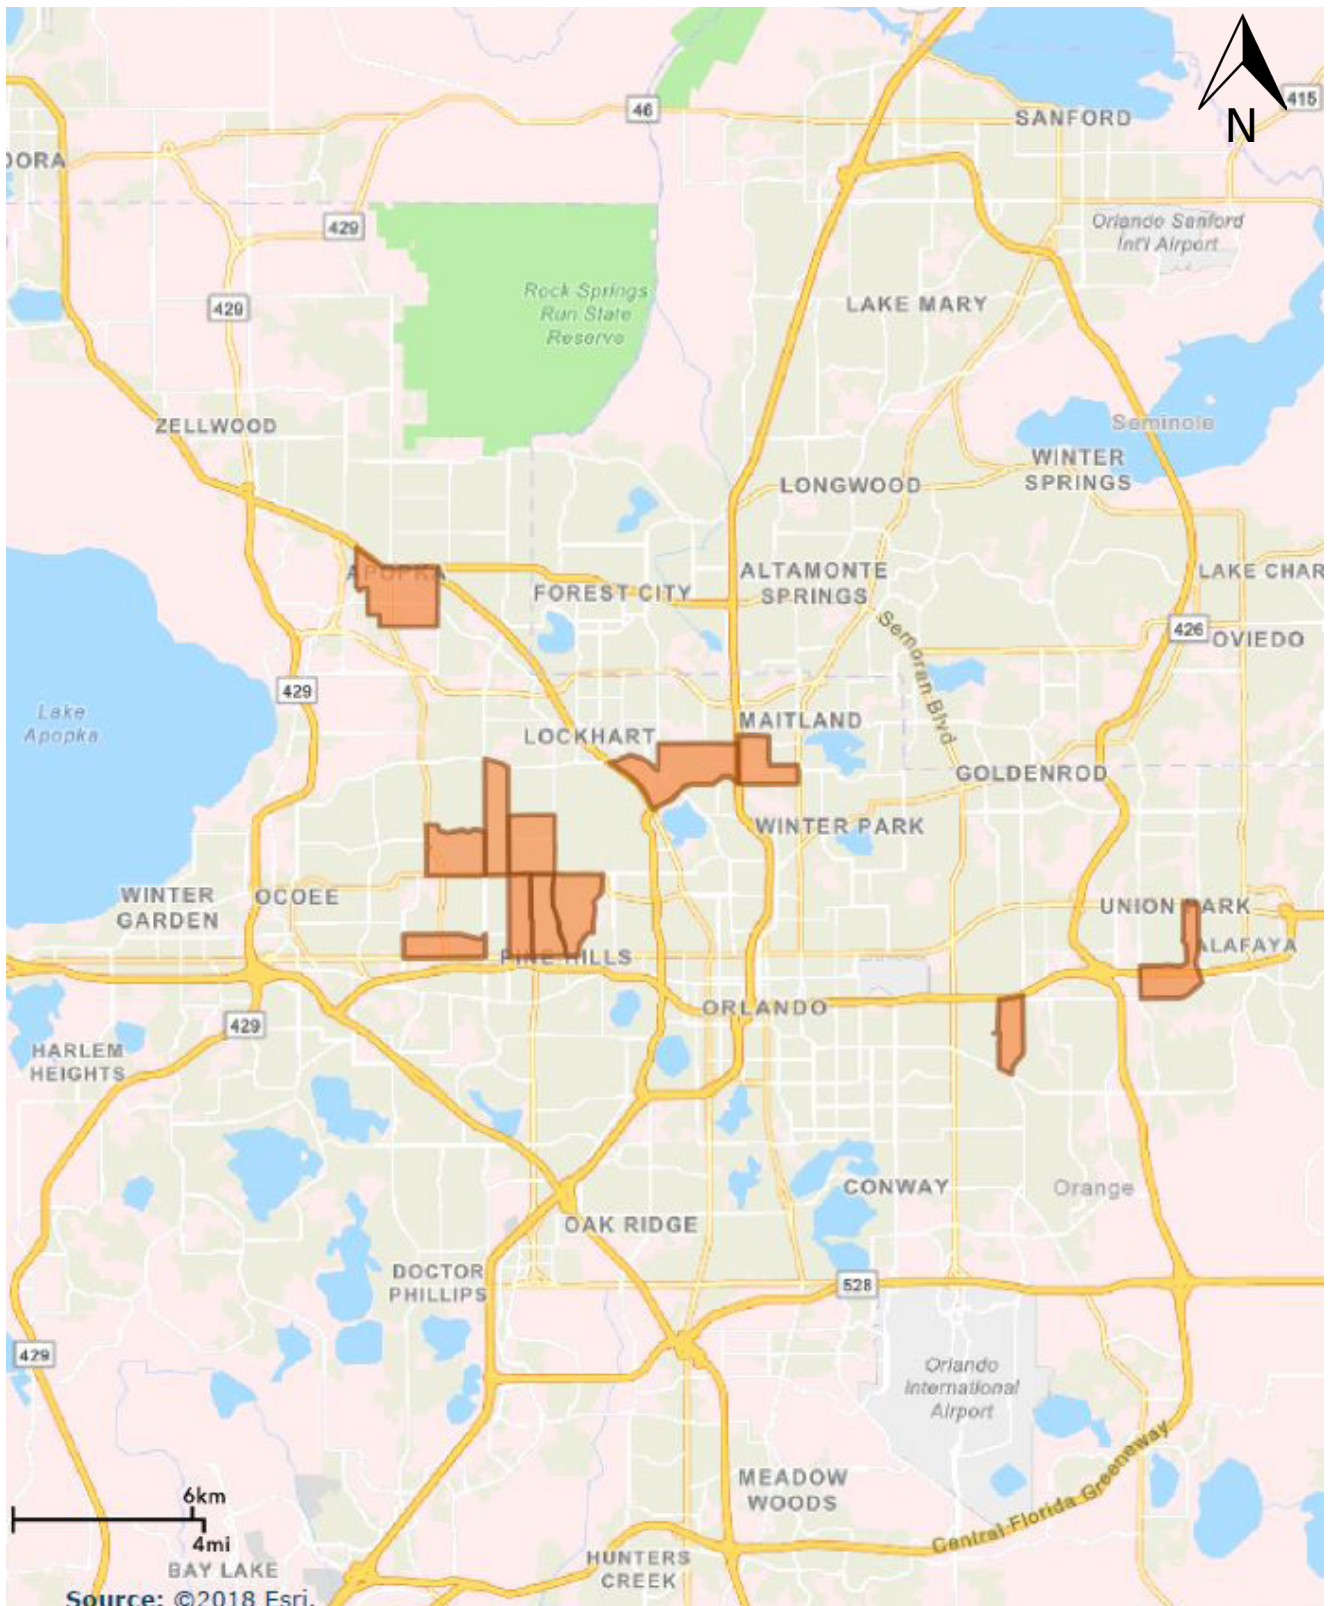 46
415
SANFORD
N
DORA
Orlando Sanford
Int'l Airport
429
Rock Springs
Run State
Reserve
429
LAKE MARY
Seminole
ZELLWOOD
WINTER
SPRINGS
LONGWOOD
APOPKA
ALTAMONTE
SPRINGS
LAKE CHAR
FOREST CITY
Semoran Blvd
426
OVIEDO
429
Lake
Apopka
LOCKHART
MAITLAND
GOLDENROD
WINTER PARK
WINTER
GARDEN
OCOEE
UNION PARK
ALAFAYA
PINE HILLS
ORLANDO
429
HARLEM
HEIGHTS
CONWAY
Orange
OAK RIDGE
DOCTOR
PHILLIPS
528
429
Orlando
International
Airport
MEADOW
WOODS
Central Florida Greeneway
6km
4mi
HUNTERS
CREEK
BAY LAKE
Source: ©2018 Esri.